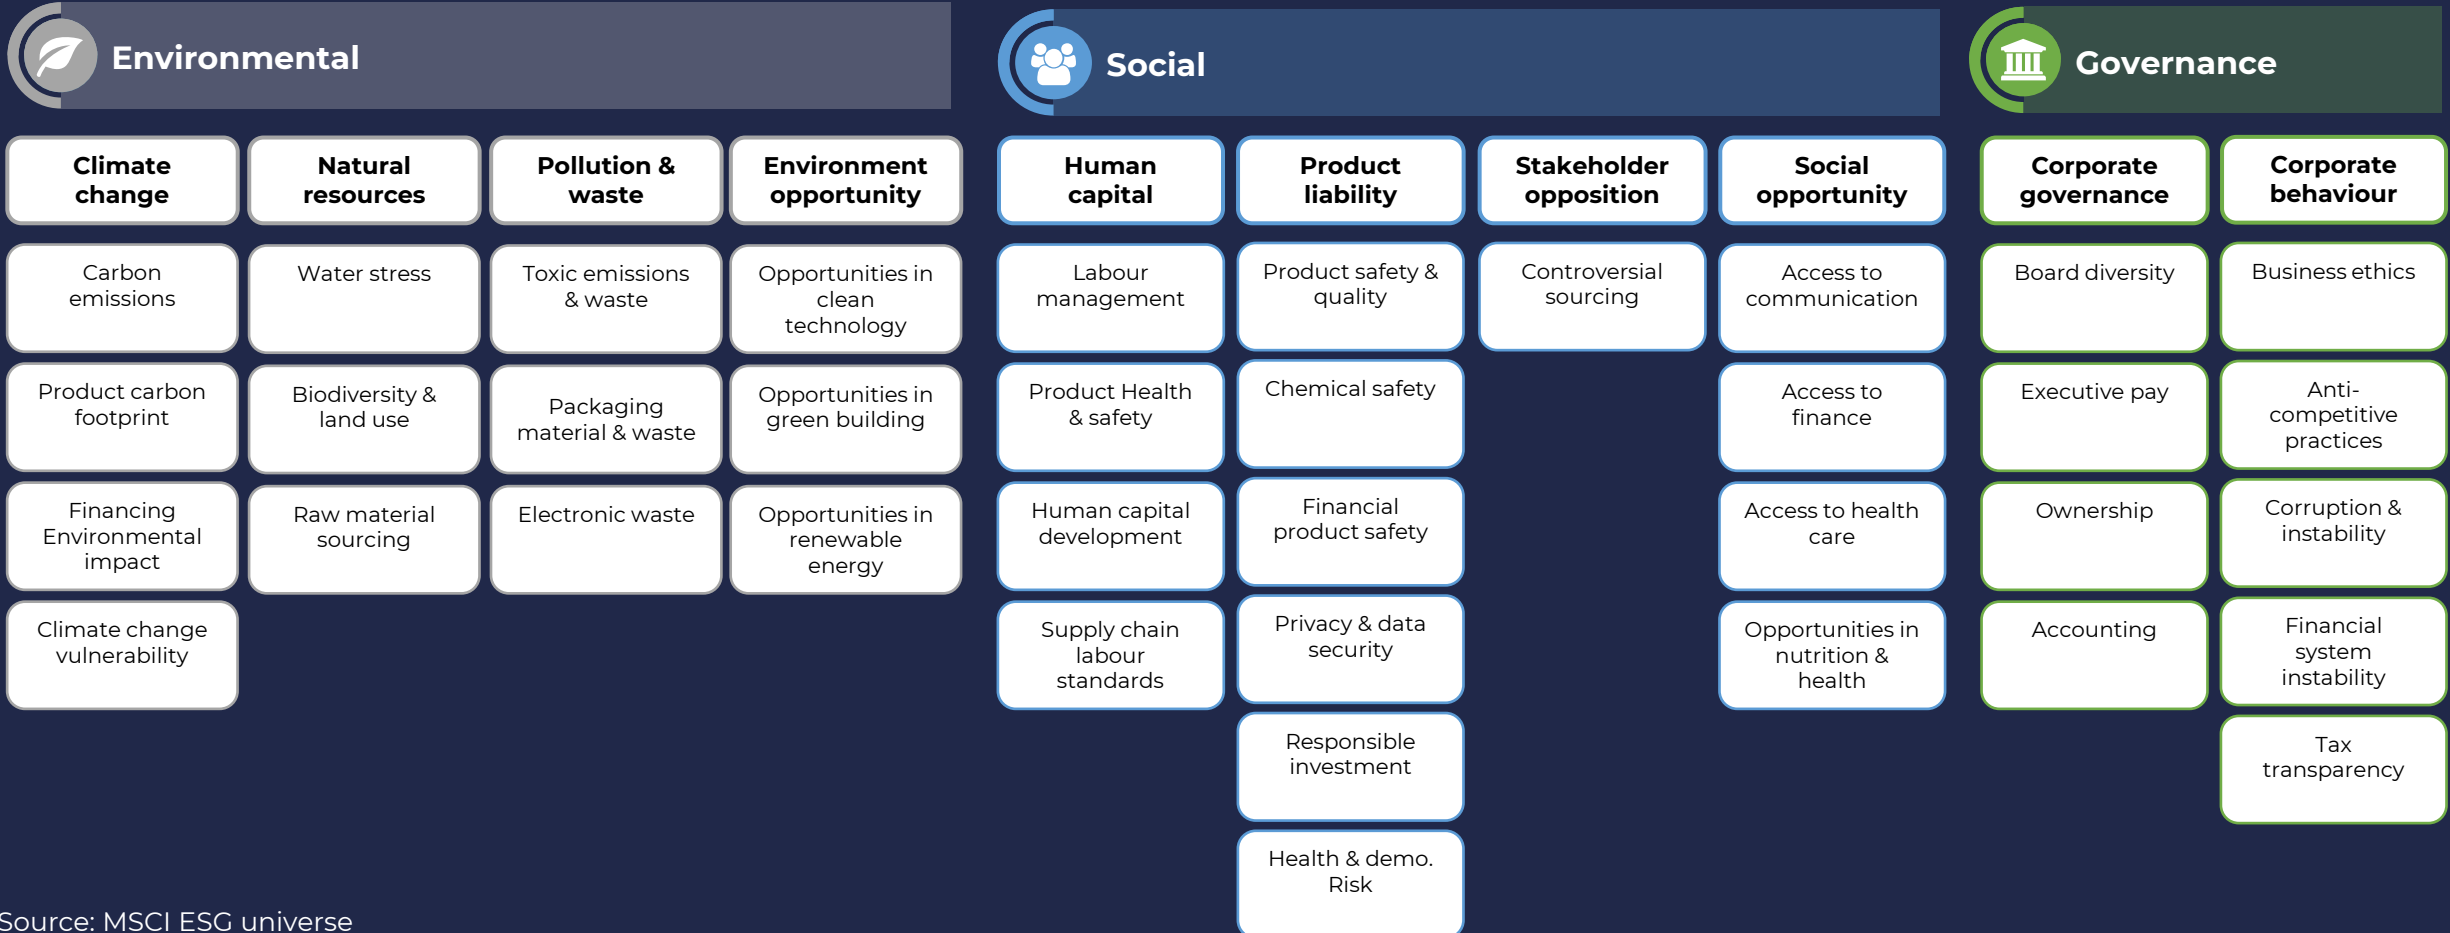 Environmental
Climate
change
Carbon
emissions
Product carbon
footprint
Financing
Environmental
impact
Climate change
vulnerability
Natural
resources
Water stress
Biodiversity &
land use
Raw material
sourcing
Pollution &
waste
Toxic emissions
& waste
Packaging
material & waste
Electronic waste
Environment
opportunity
Opportunities in
clean
technology
Opportunities in
green building
Opportunities in
renewable
energy
Social
Human
capital
Labour
management
Product Health
& safety
Human capital
development
Supply chain
labour
standards
Product
liability
Product safety &
quality
Chemical safety
Financial
product safety
Privacy & data
security
Responsible
investment
Health & demo.
Risk
Stakeholder
opposition
Controversial
sourcing
Social
opportunity
Access to
communication
Access to
finance
Access to health
care
Opportunities in
nutrition &
health
Governance
Corporate
governance
Board diversity
Executive pay
Ownership
Accounting
Corporate
behaviour
Business ethics
Anti-
competitive
practices
Corruption &
instability
Financial
system
instability
Tax
transparency
Source: MSCI ESG universe